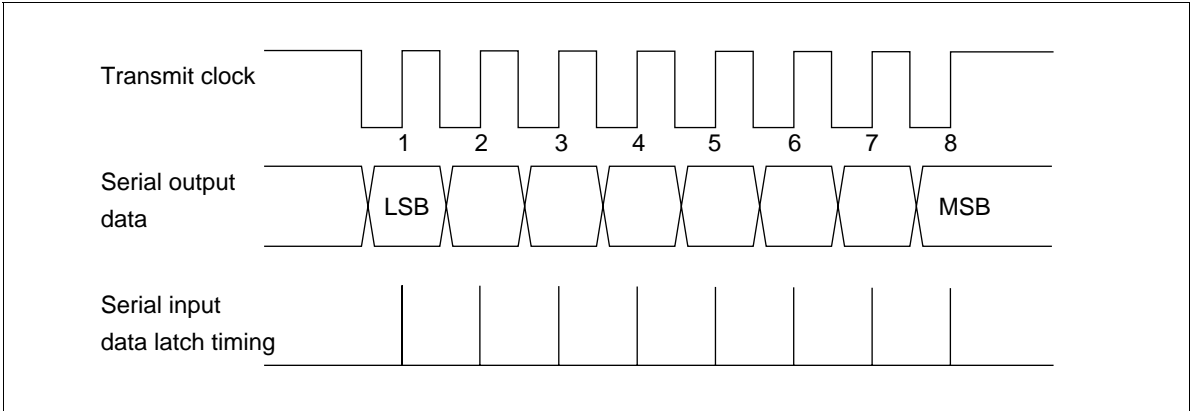 Transmit clock
1 2 3 4 5 6 7 8
Serial output
data
LSB MSB
Serial input
data latch timing